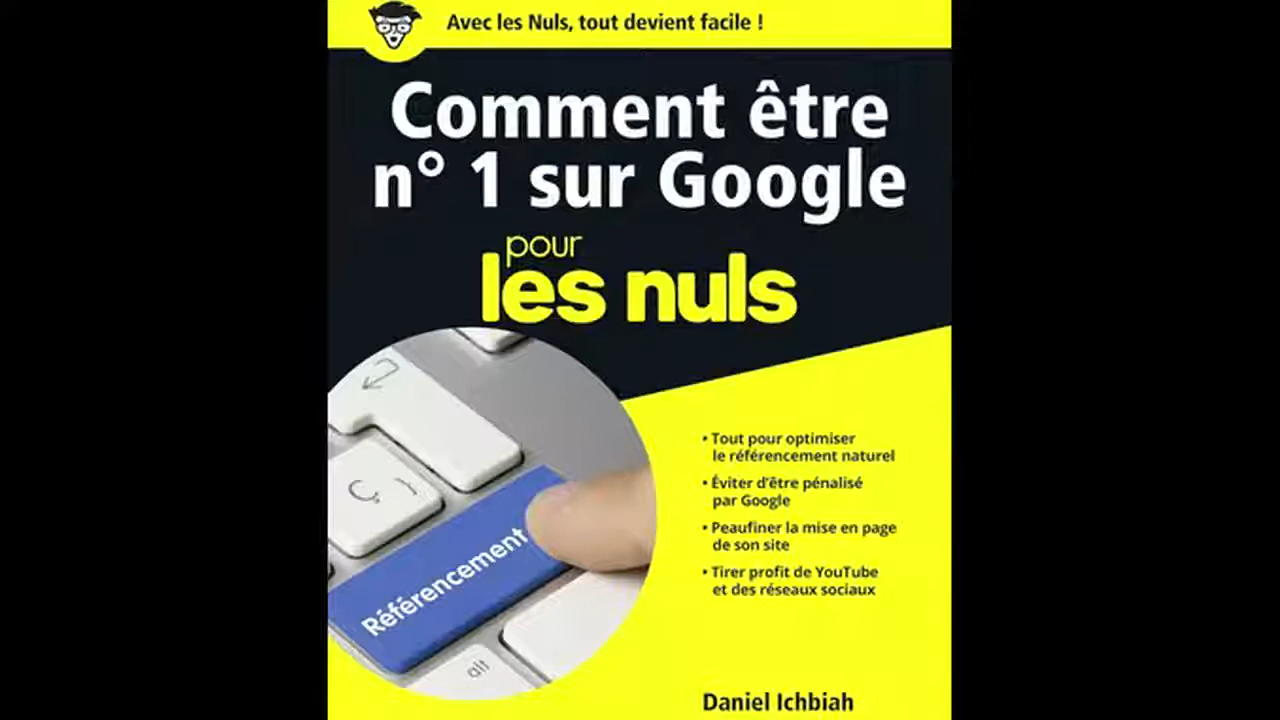 Avec les Nuls, tout devient facile !
Comment être
n° 1 sur Google
pour
les nuls
Ç
Référencement
alt
• Tout pour optimiser
le référencement naturel
• Éviter d'être pénalisé
par Google
• Peaufiner la mise en page
de son site
• Tirer profit de YouTube
et des réseaux sociaux
Daniel Ichbiah